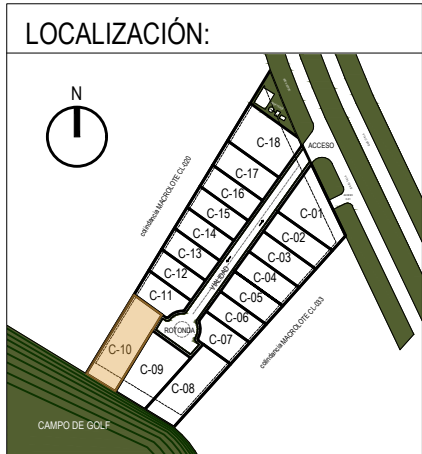 LOCALIZACIÓN:
N
ACCESO
C-18
C-17
C-16
C-15
C-14
C-13
C-12
C-11
C-10
C-09
C-08
C-07
C-06
C-05
C-04
C-03
C-02
C-01
colindancia MACROLOTE CL-020
colindancia MACROLOTE CL-033
VIALIDAD
ROTONDA
CAMPO DE GOLF